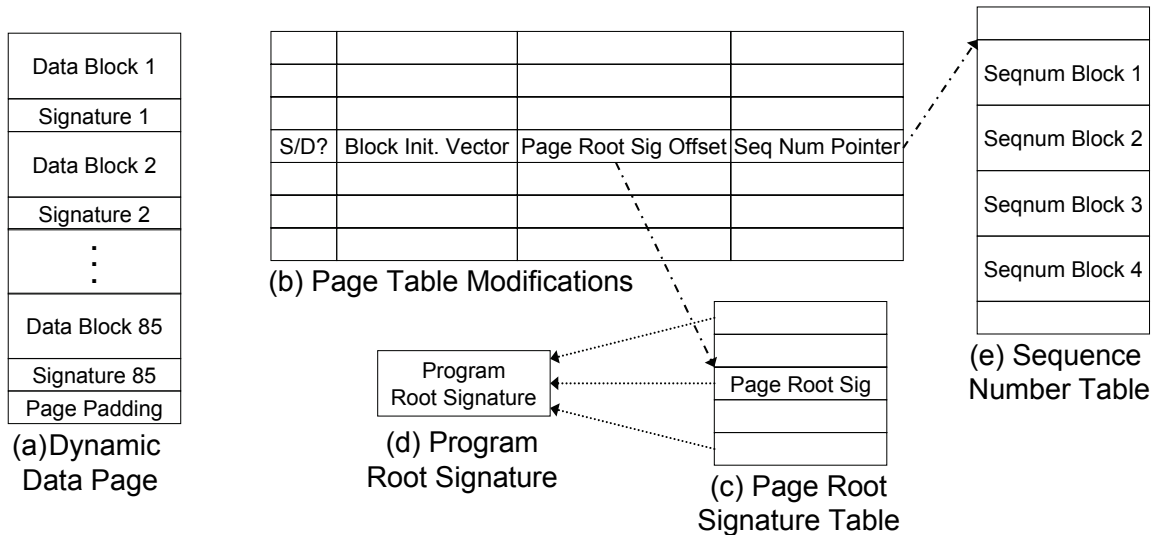 Data Block 1
Signature 1
Data Block 2
Signature 2
Data Block 85
Signature 85
Page Padding
(a)Dynamic
Data Page
S/D?
Block Init. Vector
Page Root Sig Offset
Seq Num Pointer
(b) Page Table Modifications
Program
Root Signature
(d) Program
Root Signature
Page Root Sig
(c) Page Root
Signature Table
Seqnum Block 1
Seqnum Block 2
Seqnum Block 3
Seqnum Block 4
(e) Sequence
Number Table